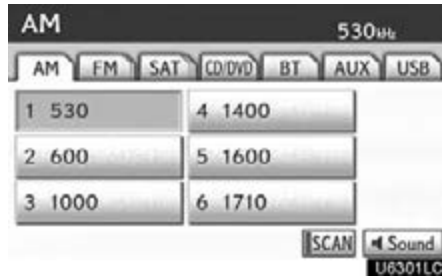 AM 530kHz
AM FM SAT CD/DVD BT AUX USB
1 530 4 1400
2 600 5 1600
3 1000 6 1710
SCAN Sound
U6301LC